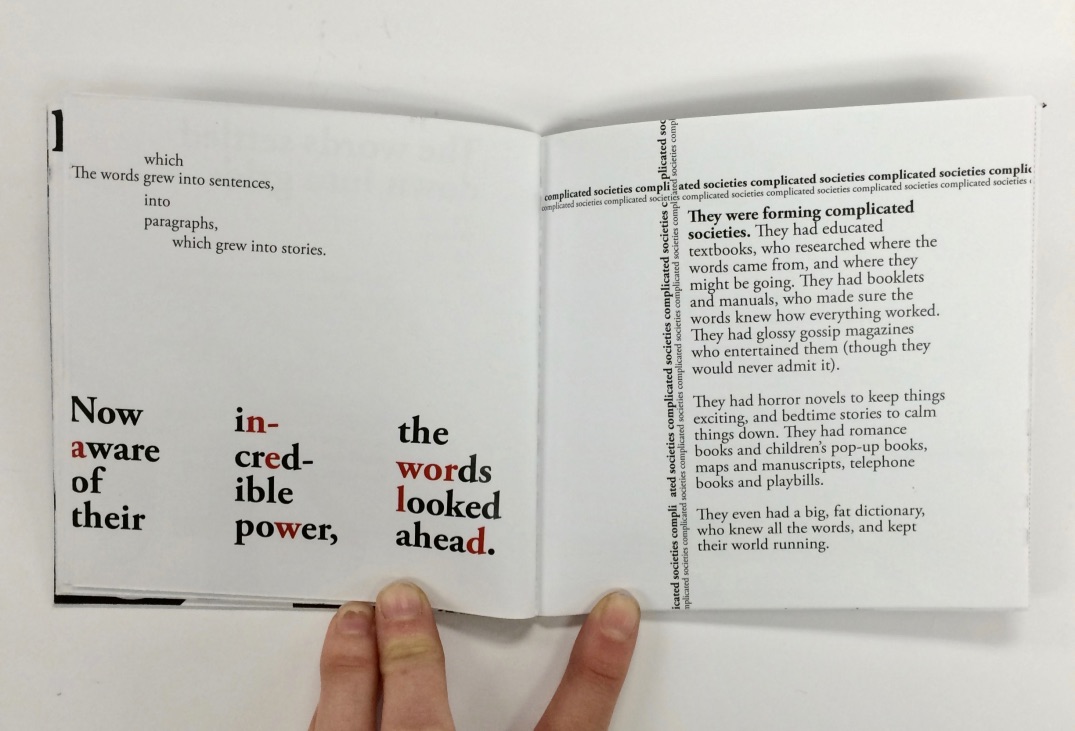 which
The words grew into sentences,
into
paragraphs,
which grew into stories.
Now
aware
of
their
in-
cred-
ible
power,
the
words
looked
ahead.
complicated societies compli ated societies complicated societies complicated societies complic
complicated societies complicated societies complicated societies complicated societies complicated societies complicated societies c
icated societies compli ated societies complicated societies complicated societies c plicated soc
mplicated societies complicated societies complicated societies complicated societies complicated societies compl
They were forming complicated
societies. They had educated
textbooks, who researched where the
words came from, and where they
might be going. They had booklets
and manuals, who made sure the
words knew how everything worked.
They had glossy gossip magazines
who entertained them (though they
would never admit it).
They had horror novels to keep things
exciting, and bedtime stories to calm
things down. They had romance
books and children's pop-up books,
maps and manuscripts, telephone
books and playbills.
They even had a big, fat dictionary,
who knew all the words, and kept
their world running.